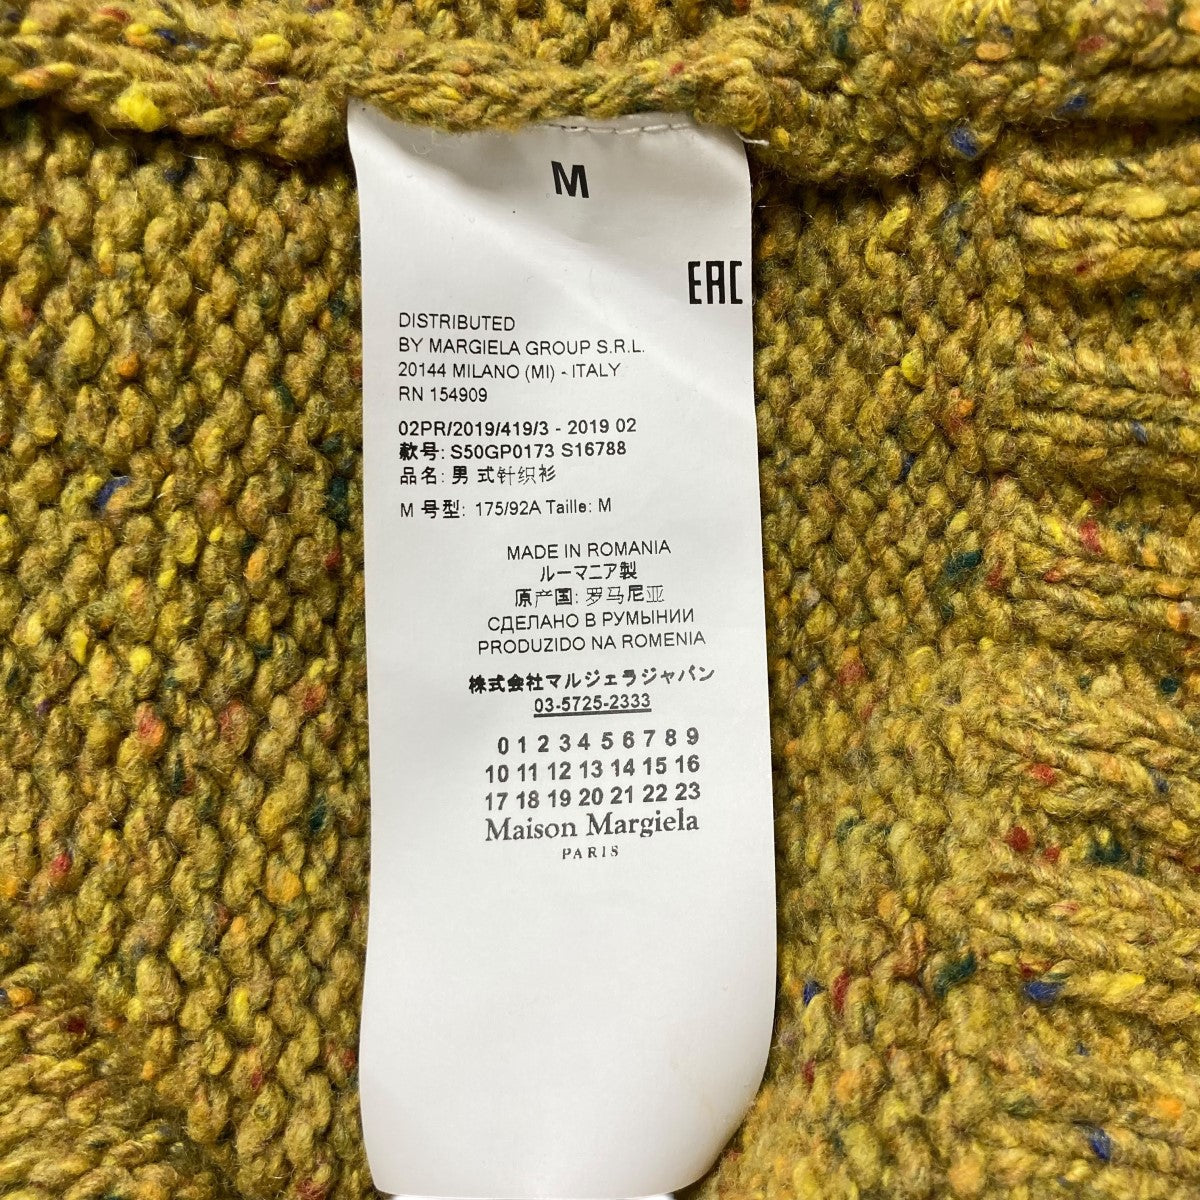 M
EAC
DISTRIBUTED
BY MARGIELA GROUP S.R.L.
20144 MILANO (MI) - ITALY
RN 154909
02PR/2019/419/3 - 2019 02
款号: S50GP0173 S16788
品名: 男 式针织衫
M 号型: 175/92A Taille: M
MADE IN ROMANIA
ルーマニア製
原产国: 罗马尼亚
СДЕЛАНО В РУМЫНИИ
PRODUZIDO NA ROMENIA
株式会社マルジェラジャパン
03-5725-2333
0 1 2 3 4 5 6 7 8 9
10 11 12 13 14 15 16
17 18 19 20 21 22 23
Maison Margiela
PARIS